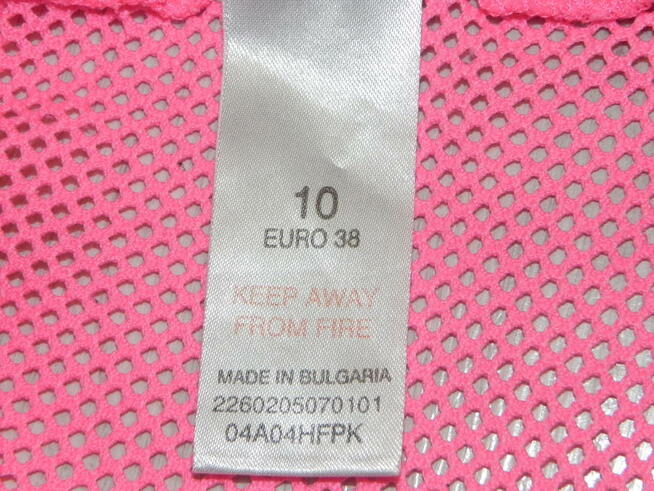 10
EURO 38
KEEP AWAY
FROM FIRE
MADE IN BULGARIA
2260205070101
04A04HFPK